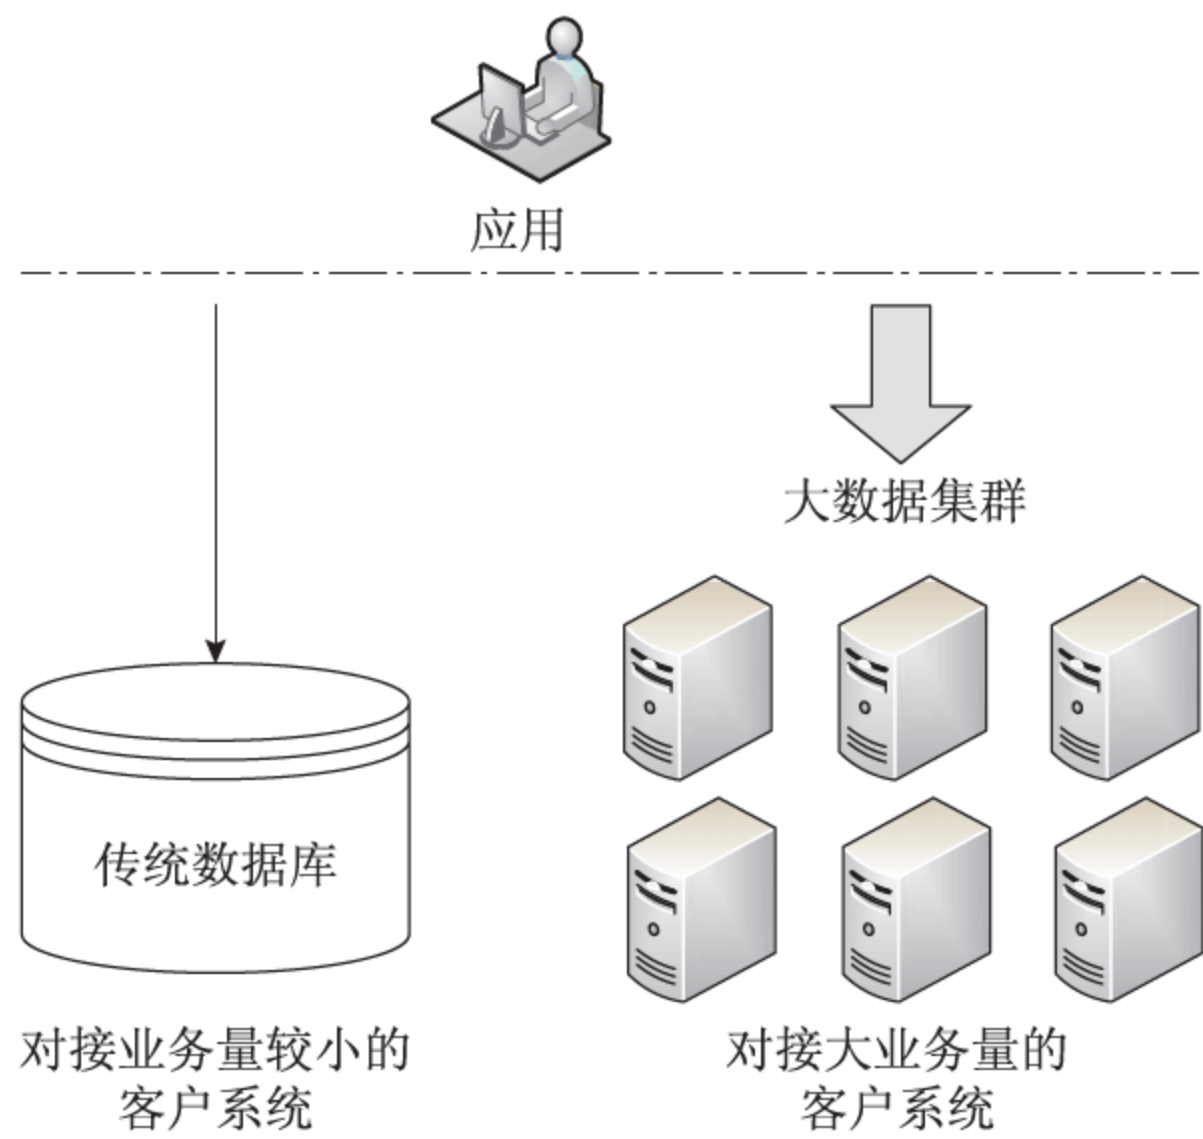 应用
大数据集群
传统数据库
对接业务量较小的
客户系统
对接大业务量的
客户系统